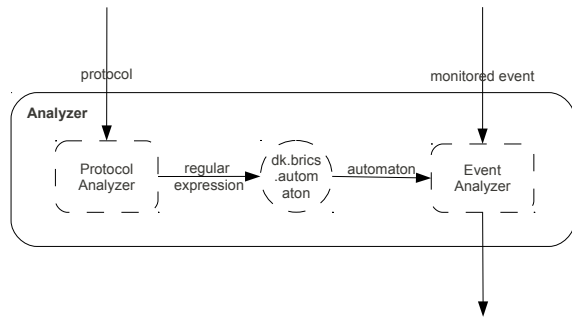 protocol
monitored event
Analyzer
Protocol
Analyzer
regular
expression
dk.brics
.autom
aton
automaton
Event
Analyzer